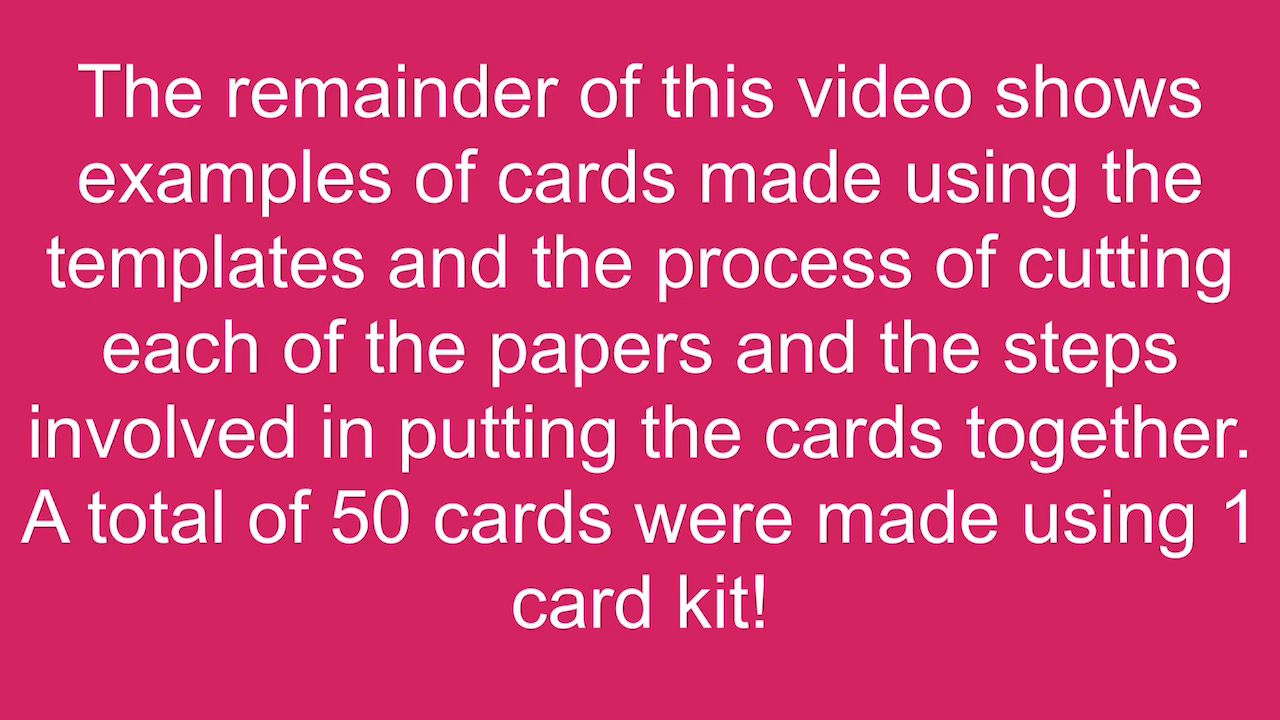 The remainder of this video shows
examples of cards made using the
templates and the process of cutting
each of the papers and the steps
involved in putting the cards together.
A total of 50 cards were made using 1
card kit!